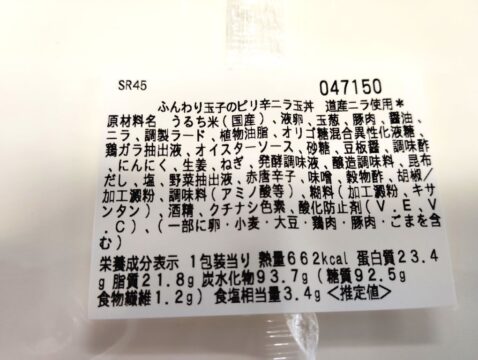 SR45 047150
ふんわり玉子のピリ辛ニラ玉丼 道産ニラ使用*
原材料名 うるち米(国産)、液卵、玉葱、豚肉、醤油、
ニラ、調製ラード、植物油脂、オリゴ糖混合異性化液糖、
鶏ガラ抽出液、オイスターソース、砂糖、豆板醤、調味酢
、にんにく、生姜、ねぎ、発酵調味液、醸造調味料、昆布
だし、塩、野菜抽出液、赤唐辛子、味噌、穀物酢、胡椒/
加工澱粉、調味料(アミノ酸等)、糊料(加工澱粉、キサ
ンタン)、酒精、クチナシ色素、酸化防止剤(V.E、V
.C)、(一部に卵・小麦・大豆・鶏肉・豚肉・ごまを含
む)
栄養成分表示 1包装当り 熱量662kcal 蛋白質23.4
g 脂質21.8g 炭水化物93.7g(糖質92.5g
食物繊維1.2g) 食塩相当量3.4g<推定値>